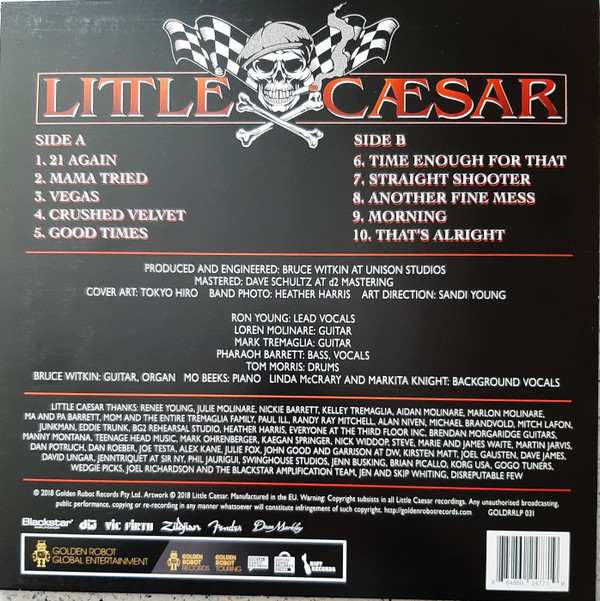 LITTLE CÆSAR
SIDE A
1. 21 AGAIN
2. MAMA TRIED
3. VEGAS
4. CRUSHED VELVET
5. GOOD TIMES
SIDE B
6. TIME ENOUGH FOR THAT
7. STRAIGHT SHOOTER
8. ANOTHER FINE MESS
9. MORNING
10. THAT'S ALRIGHT
PRODUCED AND ENGINEERED: BRUCE WITKIN AT UNISON STUDIOS
MASTERED: DAVE SCHULTZ AT d2 MASTERING
COVER ART: TOKYO HIRO BAND PHOTO: HEATHER HARRIS ART DIRECTION: SANDI YOUNG
RON YOUNG: LEAD VOCALS
LOREN MOLINARE: GUITAR
MARK TREMAGLIA: GUITAR
PHARAOH BARRETT: BASS, VOCALS
TOM MORRIS: DRUMS
BRUCE WITKIN: GUITAR, ORGAN MO BEEKS: PIANO LINDA McCRARY AND MARKITA KNIGHT: BACKGROUND VOCALS
LITTLE CAESAR THANKS: RENEE YOUNG, JULIE MOLINARE, NICKIE BARRETT, KELLEY TREMAGLIA, AIDAN MOLINARE, MARLON MOLINARE,
MA AND PA BARRETT, MOM AND THE ENTIRE TREMAGLIA FAMILY, PAUL ILL, RANDY RAY MITCHELL, ALAN NIVEN, MICHAEL BRANDVOLD, MITCH LAFON,
JUNKMAN, EDDIE TRUNK, BG2 REHEARSAL STUDIO, HEATHER HARRIS, EVERYONE AT THE THIRD FLOOR INC, BRENDAN MORGARIDGE GUITARS,
MANNY MONTANA, TEENAGE HEAD MUSIC, MARK OHRENBERGER, KAEGAN SPRINGER, NICK WIDDOP, STEVE, MARIE AND JAMES WAITE, MARTIN JARVIS,
DAN POTRUCH, DAN ROEBER, JOE TESTA, ALEX KANE, JULIE FOX, JOHN GOOD AND GARRISON AT DW, KIRSTEN MATT, JOEL GAUSTEN, DAVE JAMES,
DAVID UNGAR, JENNTRIQUET AT SIR NY, PHIL JAURIGUI, SWINGHOUSE STUDIOS, JENN BUSKING, BRIAN PICALLO, KORG USA, GOGO TUNERS,
WEDGIE PICKS, JOEL RICHARDSON AND THE BLACKSTAR AMPLIFICATION TEAM, JEN AND SKIP WHITING, DISREPUTABLE FEW
℗ 2018 Golden Robot Records Pty Ltd. Artwork © 2018 Little Caesar. Manufactured in the EU. Warning: Copyright subsists in all Little Caesar recordings. Any unauthorised broadcasting,
public, copying or re-recording in any manner whatsoever will constitute infringement of such copyright. http://goldenrobotrecords.com GOLDRRLP 031
Blackstar dw VIC FIRTH Zildjian Fender Dean Markley
GOLDEN ROBOT
GLOBAL ENTERTAINMENT
GOLDEN
ROBOT
RECORDS
GOLDEN
ROBOT
TOURING
RIFF
RECORDS